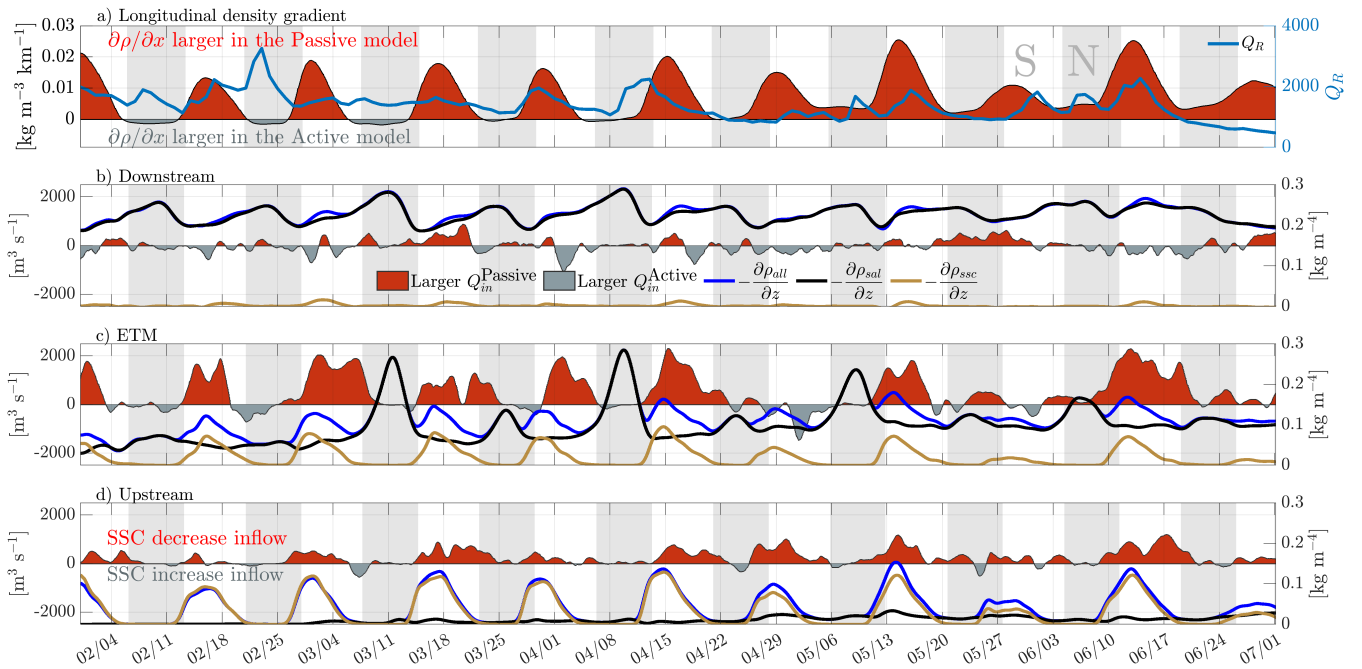 a) Longitudinal density gradient
∂ρ/∂x larger in the Passive model
∂ρ/∂x larger in the Active model
[kg m⁻³ km⁻¹]
0.03
0.02
0.01
0
S N
Q_R
4000
2000
0
Q_R
b) Downstream
[m³ s⁻¹]
2000
0
-2000
Larger Q_in^Passive Larger Q_in^Active -∂ρ_all/∂z -∂ρ_sal/∂z -∂ρ_ssc/∂z
0.3
0.2
0.1
0
[kg m⁻⁴]
c) ETM
[m³ s⁻¹]
2000
0
-2000
0.3
0.2
0.1
0
[kg m⁻⁴]
d) Upstream
SSC decrease inflow
SSC increase inflow
[m³ s⁻¹]
2000
0
-2000
0.3
0.2
0.1
0
[kg m⁻⁴]
02/04 02/11 02/18 02/25 03/04 03/11 03/18 03/25 04/01 04/08 04/15 04/22 04/29 05/06 05/13 05/20 05/27 06/03 06/10 06/17 06/24 07/01